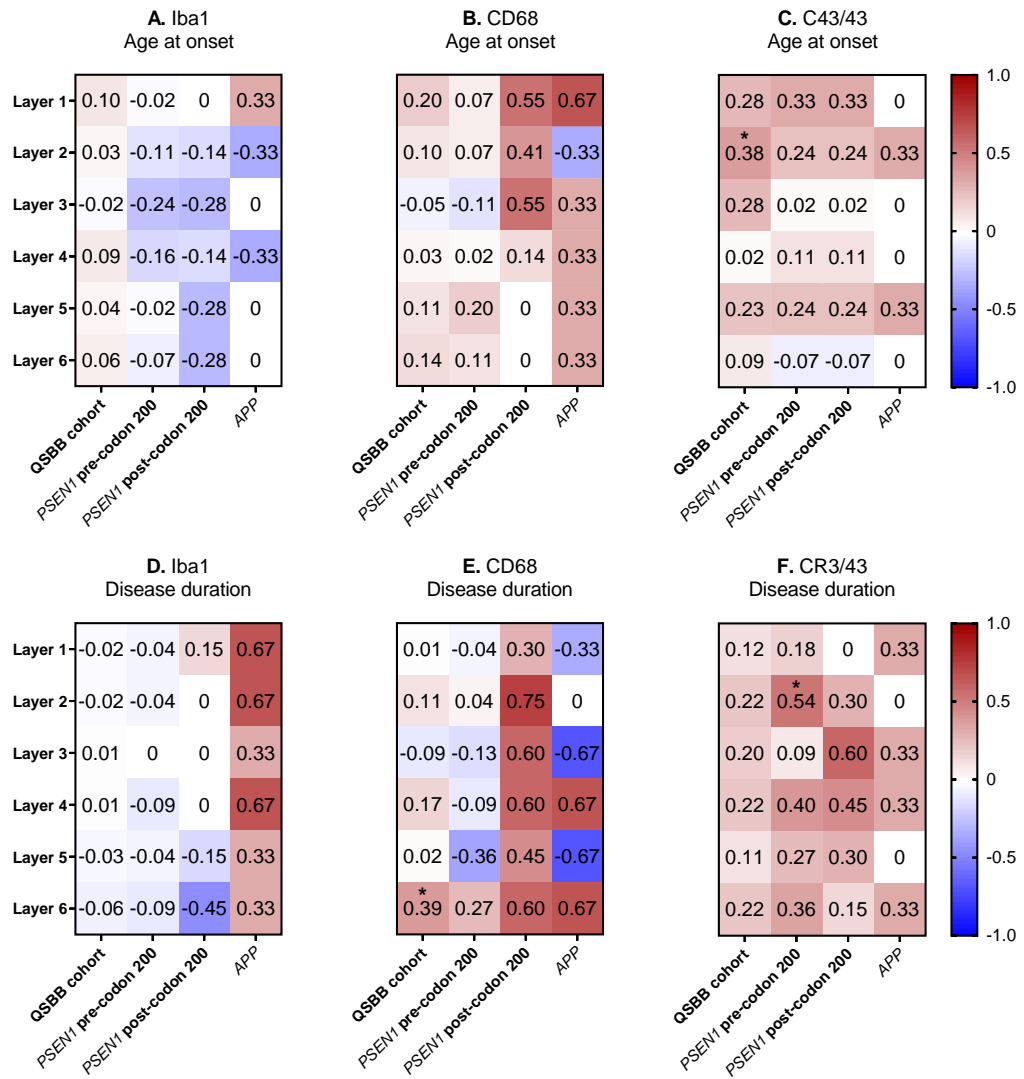 A. Iba1
Age at onset
B. CD68
Age at onset
C. C43/43
Age at onset
Layer 1 0.10 -0.02 0 0.33 0.20 0.07 0.55 0.67 0.28 0.33 0.33 0 1.0
Layer 2 0.03 -0.11 -0.14 -0.33 0.10 0.07 0.41 -0.33 * 0.38 0.24 0.24 0.33 0.5
Layer 3 -0.02 -0.24 -0.28 0 -0.05 -0.11 0.55 0.33 0.28 0.02 0.02 0 0
Layer 4 0.09 -0.16 -0.14 -0.33 0.03 0.02 0.14 0.33 0.02 0.11 0.11 0
Layer 5 0.04 -0.02 -0.28 0 0.11 0.20 0 0.33 0.23 0.24 0.24 0.33 -0.5
Layer 6 0.06 -0.07 -0.28 0 0.14 0.11 0 0.33 0.09 -0.07 -0.07 0 -1.0
QSBB cohort
PSEN1 pre-codon 200
PSEN1 post-codon 200
APP
QSBB cohort
PSEN1 pre-codon 200
PSEN1 post-codon 200
APP
QSBB cohort
PSEN1 pre-codon 200
PSEN1 post-codon 200
APP
D. Iba1
Disease duration
E. CD68
Disease duration
F. CR3/43
Disease duration
Layer 1 -0.02 -0.04 0.15 0.67 0.01 -0.04 0.30 -0.33 0.12 0.18 0 0.33 1.0
Layer 2 -0.02 -0.04 0 0.67 0.11 0.04 0.75 0 0.22 * 0.54 0.30 0 0.5
Layer 3 0.01 0 0 0.33 -0.09 -0.13 0.60 -0.67 0.20 0.09 0.60 0.33 0
Layer 4 0.01 -0.09 0 0.67 0.17 -0.09 0.60 0.67 0.22 0.40 0.45 0.33
Layer 5 -0.03 -0.04 -0.15 0.33 0.02 -0.36 0.45 -0.67 0.11 0.27 0.30 0 -0.5
Layer 6 -0.06 -0.09 -0.45 0.33 * 0.39 0.27 0.60 0.67 0.22 0.36 0.15 0.33 -1.0
QSBB cohort
PSEN1 pre-codon 200
PSEN1 post-codon 200
APP
QSBB cohort
PSEN1 pre-codon 200
PSEN1 post-codon 200
APP
QSBB cohort
PSEN1 pre-codon 200
PSEN1 post-codon 200
APP